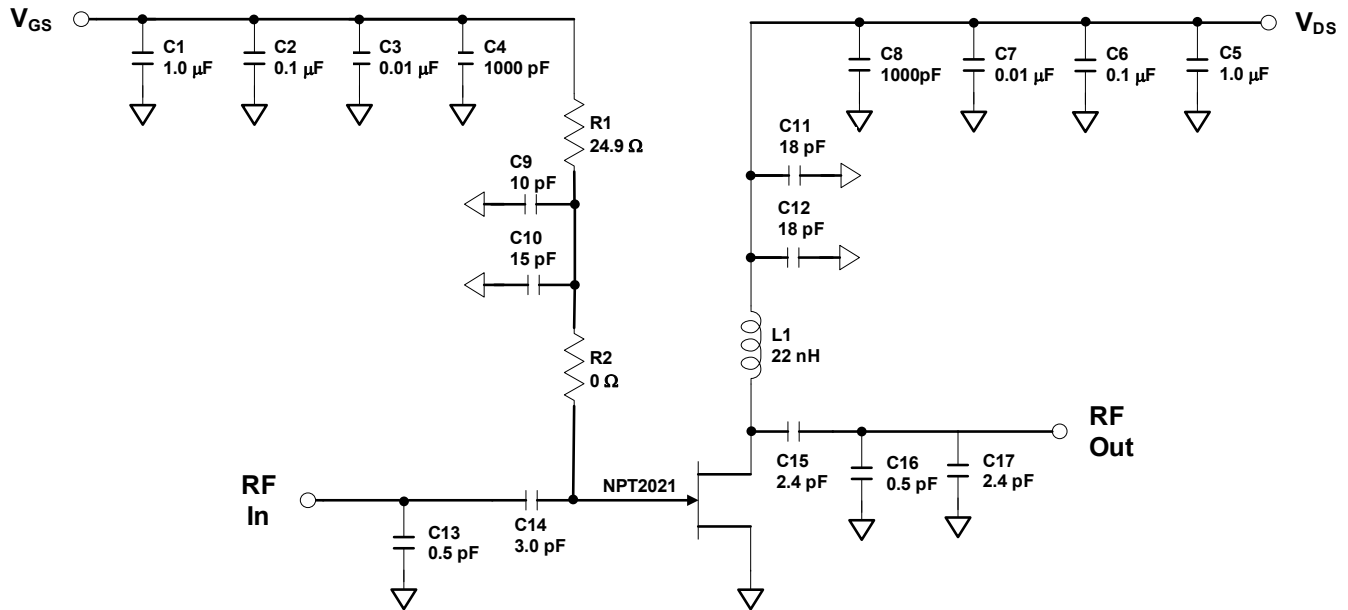 VGS
VDS
C1
1.0 μF
C2
0.1 μF
C3
0.01 μF
C4
1000 pF
C8
1000pF
C7
0.01 μF
C6
0.1 μF
C5
1.0 μF
R1
24.9 Ω
C11
18 pF
C9
10 pF
C12
18 pF
C10
15 pF
L1
22 nH
R2
0 Ω
RF
Out
C15
2.4 pF
C16
0.5 pF
C17
2.4 pF
NPT2021
RF
In
C13
0.5 pF
C14
3.0 pF